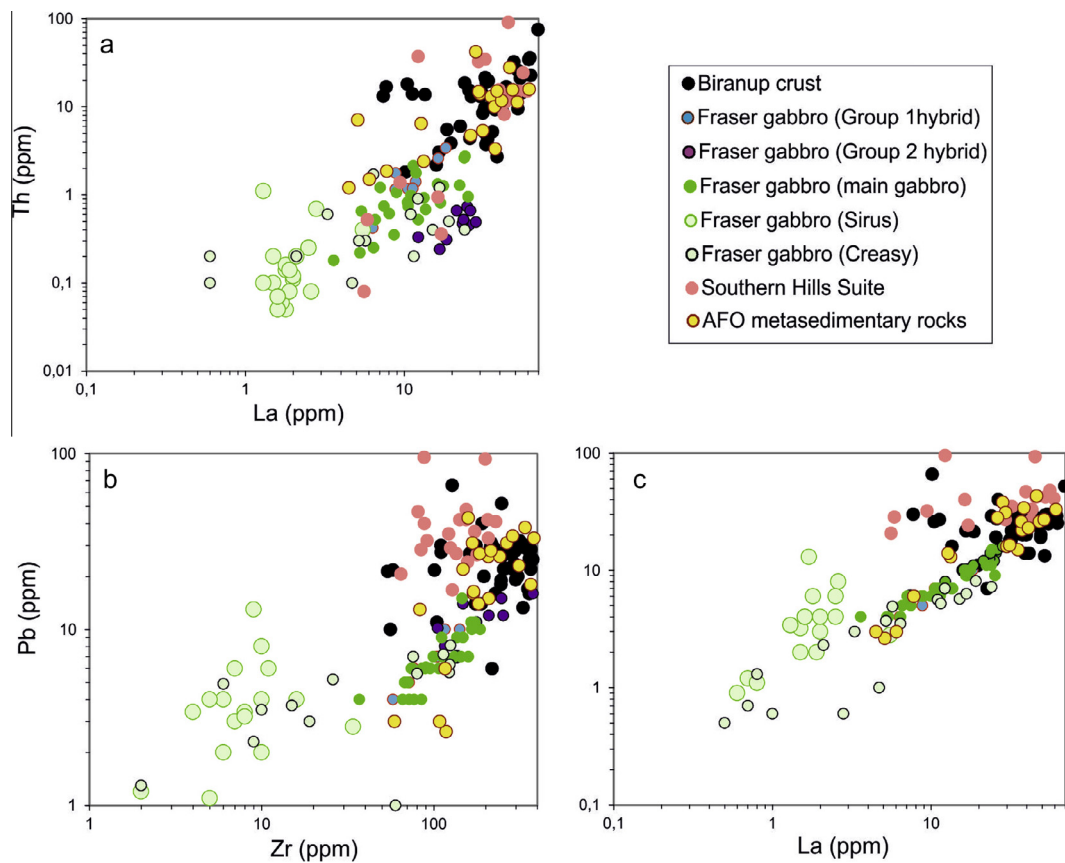 a
100
10
1
0,1
0,01
Th (ppm)
0,1
1
10
La (ppm)
Biranup crust
Fraser gabbro (Group 1hybrid)
Fraser gabbro (Group 2 hybrid)
Fraser gabbro (main gabbro)
Fraser gabbro (Sirus)
Fraser gabbro (Creasy)
Southern Hills Suite
AFO metasedimentary rocks
b
100
10
1
Pb (ppm)
1
10
100
Zr (ppm)
c
100
10
1
0,1
0,1
1
10
La (ppm)